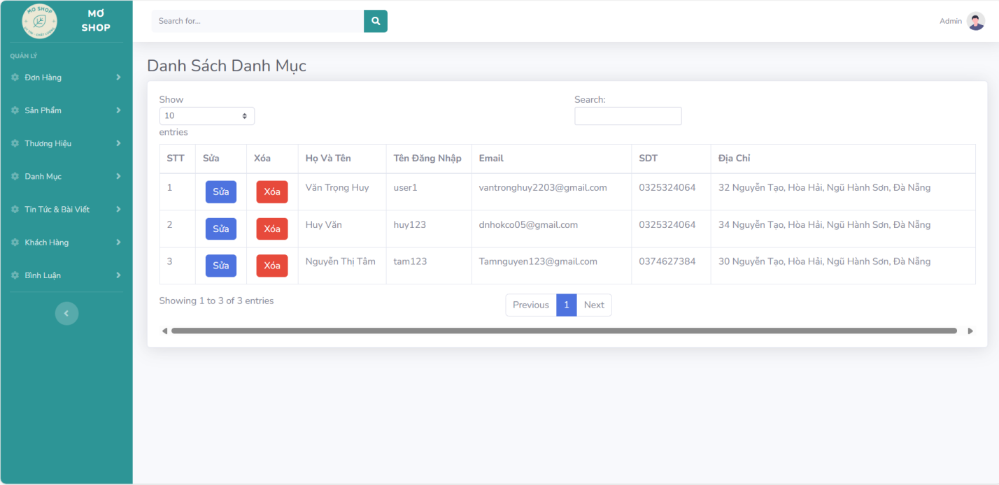 MƠ SHOP
UY TÍN - CHẤT LƯỢNG
MƠ
SHOP
Search for...
Admin
QUẢN LÝ
Đơn Hàng
Sản Phẩm
Thương Hiệu
Danh Mục
Tin Tức & Bài Viết
Khách Hàng
Bình Luận
Danh Sách Danh Mục
Show
10
entries
Search:
STT Sửa Xóa Họ Và Tên Tên Đăng Nhập Email SDT Địa Chỉ
1 Sửa Xóa Văn Trọng Huy user1 vantronghuy2203@gmail.com 0325324064 32 Nguyễn Tạo, Hòa Hải, Ngũ Hành Sơn, Đà Nẵng
2 Sửa Xóa Huy Văn huy123 dnhokco05@gmail.com 0325324064 34 Nguyễn Tạo, Hòa Hải, Ngũ Hành Sơn, Đà Nẵng
3 Sửa Xóa Nguyễn Thị Tâm tam123 Tamnguyen123@gmail.com 0374627384 30 Nguyễn Tạo, Hòa Hải, Ngũ Hành Sơn, Đà Nẵng
Showing 1 to 3 of 3 entries
Previous 1 Next